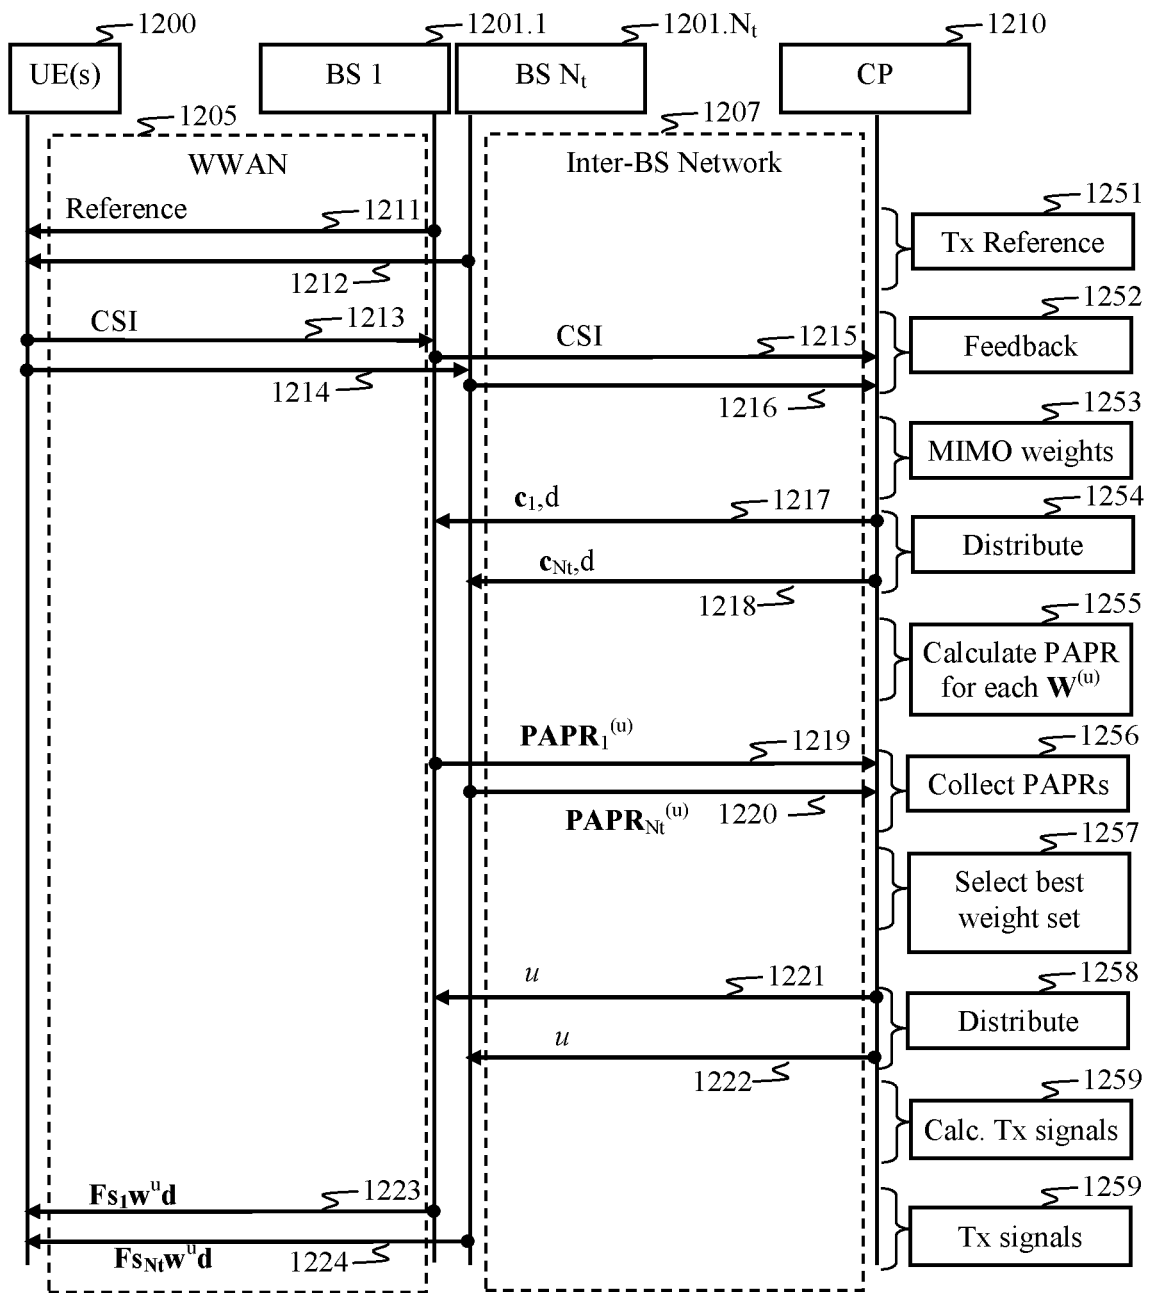 1200
1201.1
1201.Nt
1210
UE(s)
BS 1
BS Nt
CP
1205
1207
WWAN
Inter-BS Network
1251
Reference
1211
Tx Reference
1212
1252
CSI
1213
CSI
1215
Feedback
1214
1216
1253
MIMO weights
c1,d
1217
1254
cNt,d
Distribute
1218
1255
Calculate PAPR
for each W(u)
PAPR1(u)
1219
1256
Collect PAPRs
PAPRNt(u)
1220
1257
Select best
weight set
u
1221
1258
Distribute
u
1222
1259
Calc. Tx signals
Fs1wud
1223
1259
Tx signals
FsNtwud
1224